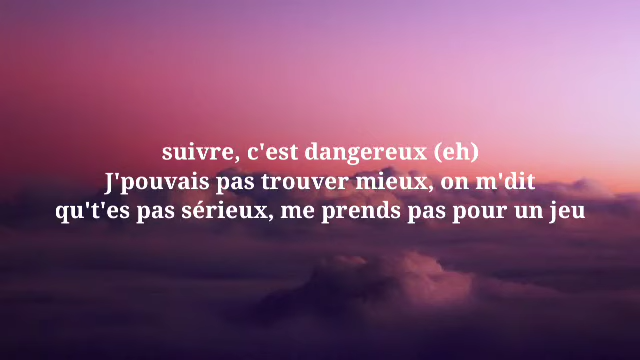 suivre, c'est dangereux (eh)
J'pouvais pas trouver mieux, on m'dit
qu't'es pas sérieux, me prends pas pour un jeu